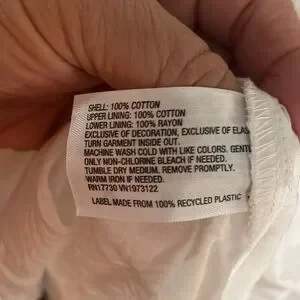 SHELL: 100% COTTON
UPPER LINING: 100% COTTON
LOWER LINING: 100% RAYON
EXCLUSIVE OF DECORATION, EXCLUSIVE OF ELAS
TURN GARMENT INSIDE OUT.
MACHINE WASH COLD WITH LIKE COLORS. GENTL
ONLY NON-CHLORINE BLEACH IF NEEDED.
TUMBLE DRY MEDIUM. REMOVE PROMPTLY.
WARM IRON IF NEEDED.
RN17730 VN1973122
LABEL MADE FROM 100% RECYCLED PLASTIC